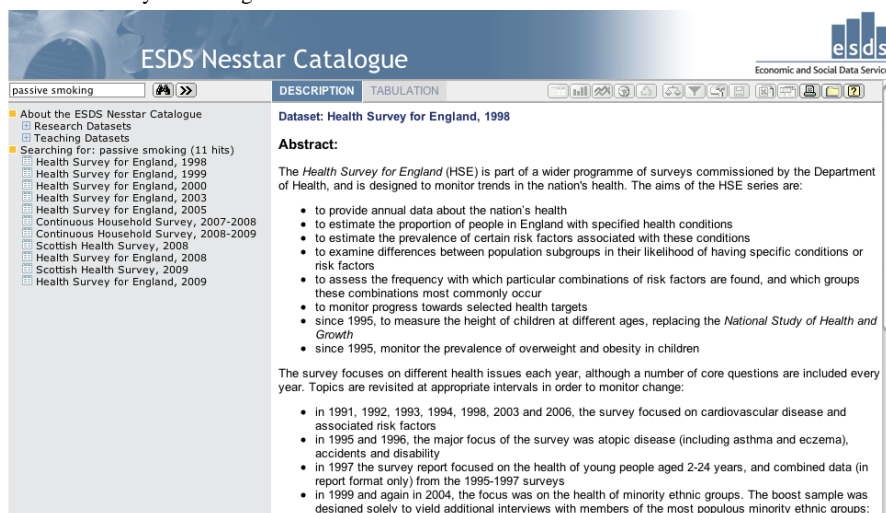 ESDS Nesstar Catalogue
esds
Economic and Social Data Service
passive smoking
DESCRIPTION TABULATION
About the ESDS Nesstar Catalogue
Research Datasets
Teaching Datasets
Searching for: passive smoking (11 hits)
Health Survey for England, 1998
Health Survey for England, 1999
Health Survey for England, 2000
Health Survey for England, 2003
Health Survey for England, 2005
Continuous Household Survey, 2007-2008
Continuous Household Survey, 2008-2009
Scottish Health Survey, 2008
Health Survey for England, 2008
Scottish Health Survey, 2009
Health Survey for England, 2009
Dataset: Health Survey for England, 1998
Abstract:
The Health Survey for England (HSE) is part of a wider programme of surveys commissioned by the Department
of Health, and is designed to monitor trends in the nation's health. The aims of the HSE series are:
• to provide annual data about the nation's health
• to estimate the proportion of people in England with specified health conditions
• to estimate the prevalence of certain risk factors associated with these conditions
• to examine differences between population subgroups in their likelihood of having specific conditions or
risk factors
• to assess the frequency with which particular combinations of risk factors are found, and which groups
these combinations most commonly occur
• to monitor progress towards selected health targets
• since 1995, to measure the height of children at different ages, replacing the National Study of Health and
Growth
• since 1995, monitor the prevalence of overweight and obesity in children
The survey focuses on different health issues each year, although a number of core questions are included every
year. Topics are revisited at appropriate intervals in order to monitor change:
• in 1991, 1992, 1993, 1994, 1998, 2003 and 2006, the survey focused on cardiovascular disease and
associated risk factors
• in 1995 and 1996, the major focus of the survey was atopic disease (including asthma and eczema),
accidents and disability
• in 1997 the survey report focused on the health of young people aged 2-24 years, and combined data (in
report format only) from the 1995-1997 surveys
• in 1999 and again in 2004, the focus was on the health of minority ethnic groups. The boost sample was
designed solely to yield additional interviews with members of the most populous minority ethnic groups: